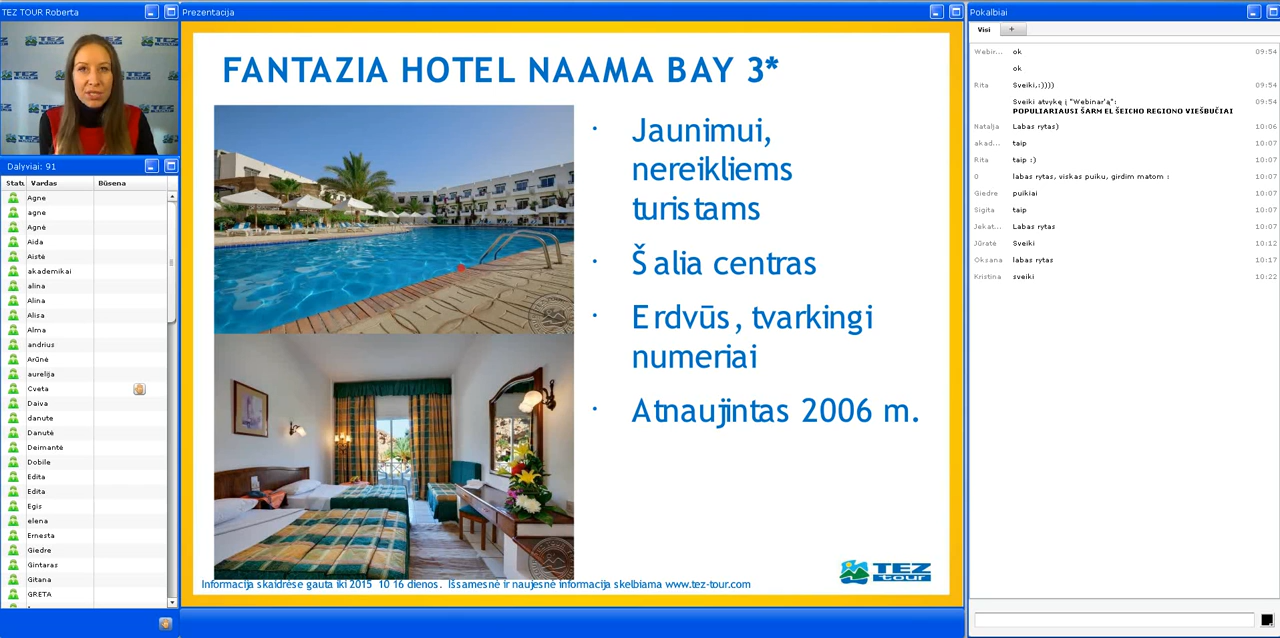 TEZ TOUR Roberta
TEZ
TEZ
TEZ
Dalyviai: 91
Vardas
Būsena
Agne
agne
Agnė
Aida
Aistė
akademikai
alina
Alina
Alisa
Alma
andrius
Arūnė
aurelija
Cveta
Daiva
danute
Danutė
Deimantė
Dobile
Edita
Edita
Egis
elena
Ernesta
Giedre
Gintaras
Gitana
GRETA
Prezentacija
FANTAZIA HOTEL NAAMA BAY 3*
· Jaunimui,
nereikliems
turistams
· Šalia centras
· Erdvūs, tvarkingi
numeriai
· Atnaujintas 2006 m.
TEZ
tour
Informacija skaidrėse gauta iki 2015 10 16 dienos. Išsamesnė ir naujesnė informacija skelbiama www.tez-tour.com
Pokalbiai
Visi +
Webir... ok 09:54
ok
Rita Sveiki,:)))) 09:54
Sveiki atvykę į "Webinar'ą": 09:54
POPULIARIAUSI ŠARM EL ŠEICHO REGIONO VIEŠBUČIAI
Natalja Labas rytas) 10:06
akad... taip 10:07
Rita taip :) 10:07
0 labas rytas, viskas puiku, girdim matom : 10:07
Giedre puikiai 10:07
Sigita taip 10:07
Jekat... Labas rytas 10:07
Jūratė Sveiki 10:12
Oksana labas rytas 10:17
Kristina sveiki 10:22